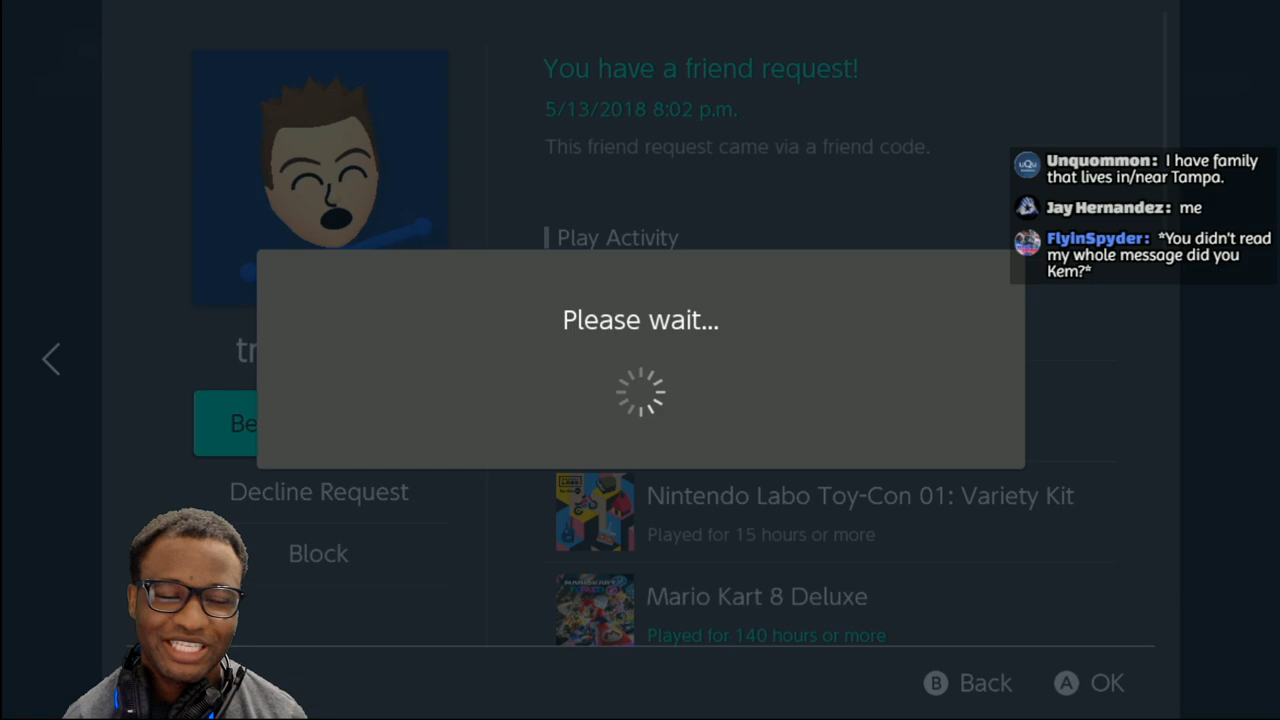 You have a friend request!
5/13/2018 8:02 p.m.
This friend request came via a friend code.
Unquommon: I have family
that lives in/near Tampa.
Jay Hernandez: me
FlyinSpyder: *You didn't read
my whole message did you
Kem?*
Play Activity
Please wait...
tr
Be
Decline Request
Block
Nintendo Labo Toy-Con 01: Variety Kit
Played for 15 hours or more
Mario Kart 8 Deluxe
Played for 140 hours or more
B Back
A OK